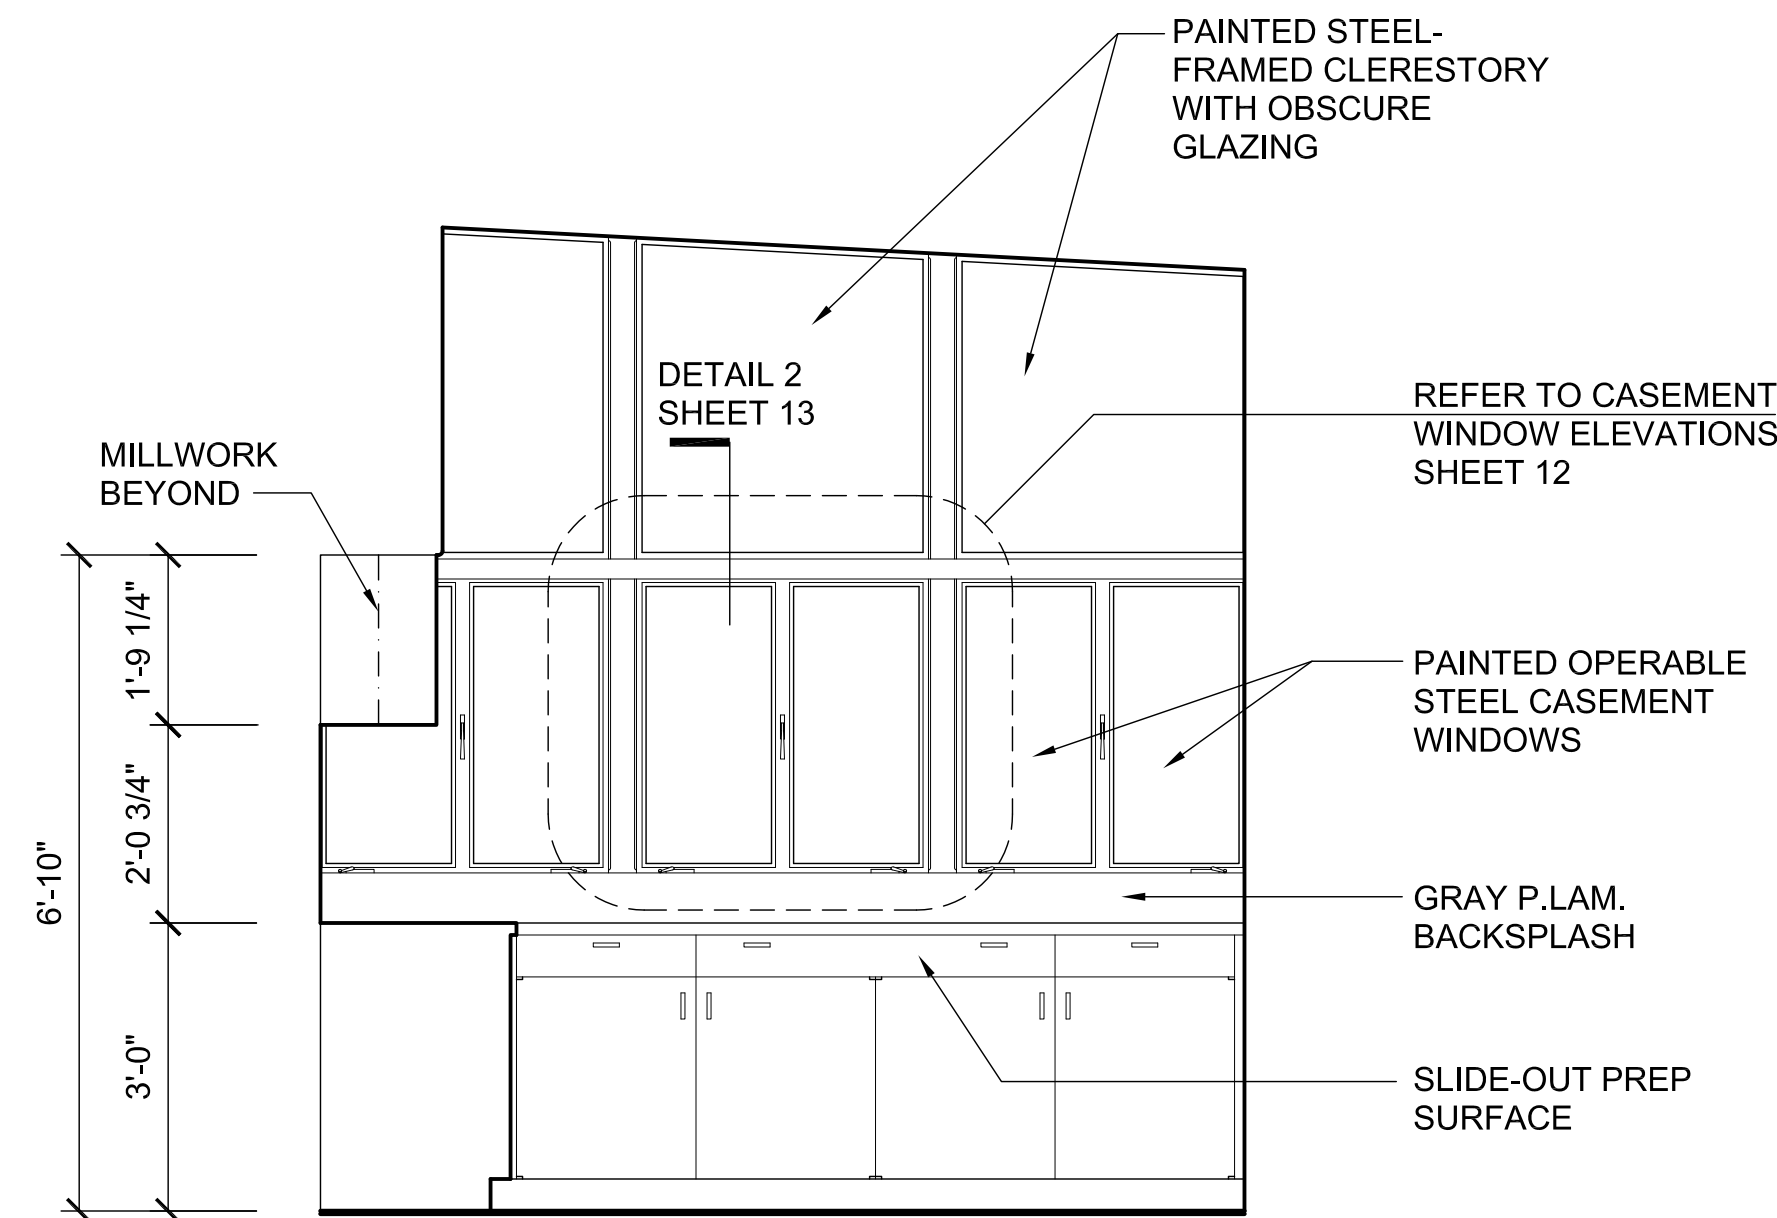 PAINTED STEEL-
FRAMED CLERESTORY
WITH OBSCURE
GLAZING
DETAIL 2
SHEET 13
REFER TO CASEMENT
WINDOW ELEVATIONS
SHEET 12
MILLWORK
BEYOND
1'-9 1/4"
PAINTED OPERABLE
STEEL CASEMENT
WINDOWS
2'-0 3/4"
6'-10"
GRAY P.LAM.
BACKSPLASH
3'-0"
SLIDE-OUT PREP
SURFACE